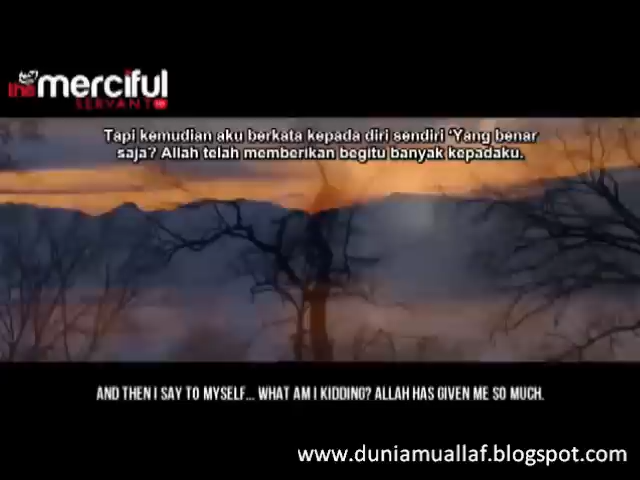 the merciful
SERVANT HD
Tapi kemudian aku berkata kepada diri sendiri 'Yang benar
saja? Allah telah memberikan begitu banyak kepadaku.
AND THEN I SAY TO MYSELF... WHAT AM I KIDDING? ALLAH HAS GIVEN ME SO MUCH.
www.duniamuallaf.blogspot.com